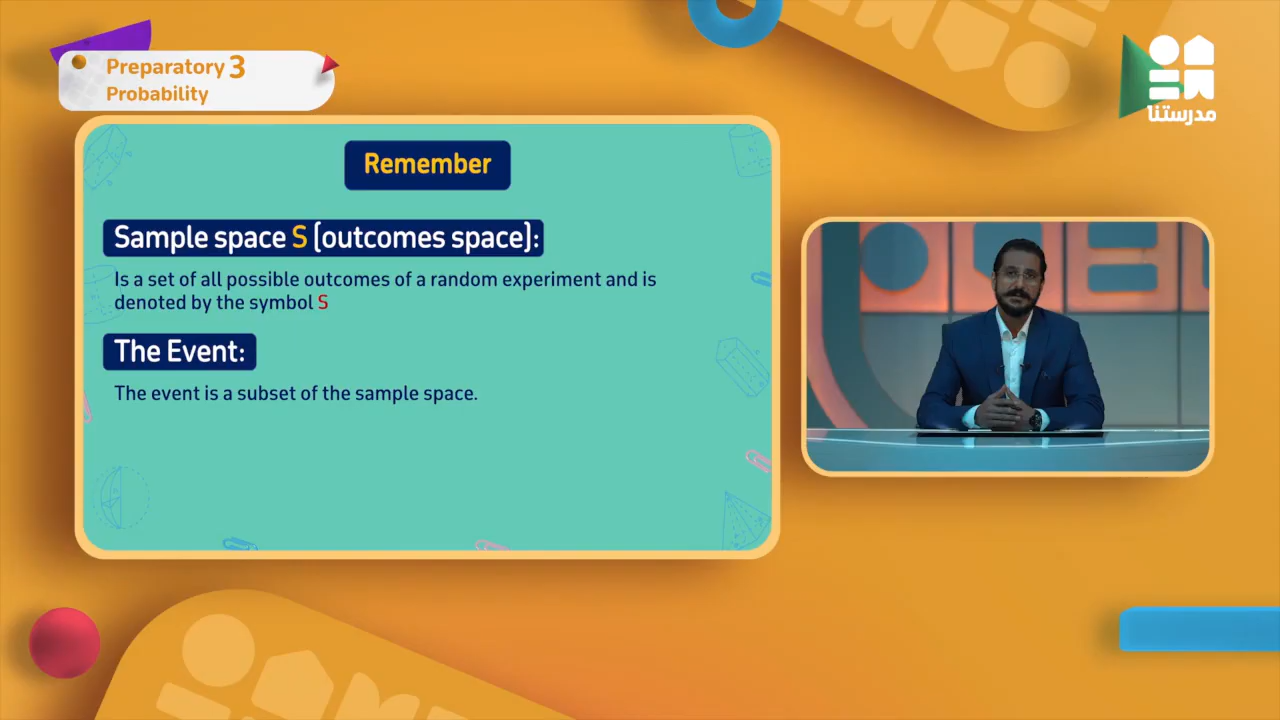 Preparatory 3
Probability
مدرستنا
Remember
Sample space S (outcomes space):
Is a set of all possible outcomes of a random experiment and is
denoted by the symbol S
The Event:
The event is a subset of the sample space.